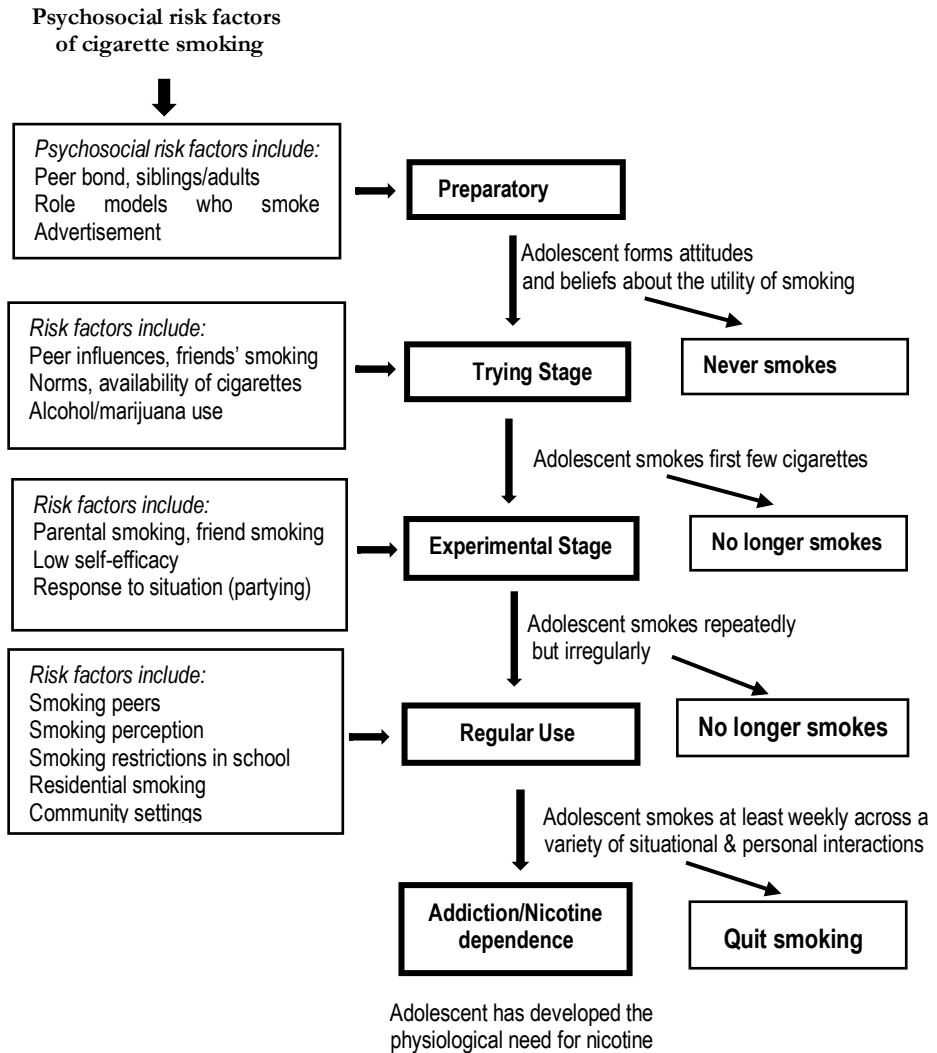 Psychosocial risk factors
of cigarette smoking
Psychosocial risk factors include:
Peer bond, siblings/adults
Role models who smoke
Advertisement
Preparatory
Adolescent forms attitudes
and beliefs about the utility of smoking
Risk factors include:
Peer influences, friends' smoking
Norms, availability of cigarettes
Alcohol/marijuana use
Trying Stage
Never smokes
Adolescent smokes first few cigarettes
Risk factors include:
Parental smoking, friend smoking
Low self-efficacy
Response to situation (partying)
Experimental Stage
No longer smokes
Adolescent smokes repeatedly
but irregularly
Risk factors include:
Smoking peers
Smoking perception
Smoking restrictions in school
Residential smoking
Community settings
Regular Use
No longer smokes
Adolescent smokes at least weekly across a
variety of situational & personal interactions
Addiction/Nicotine
dependence
Quit smoking
Adolescent has developed the
physiological need for nicotine